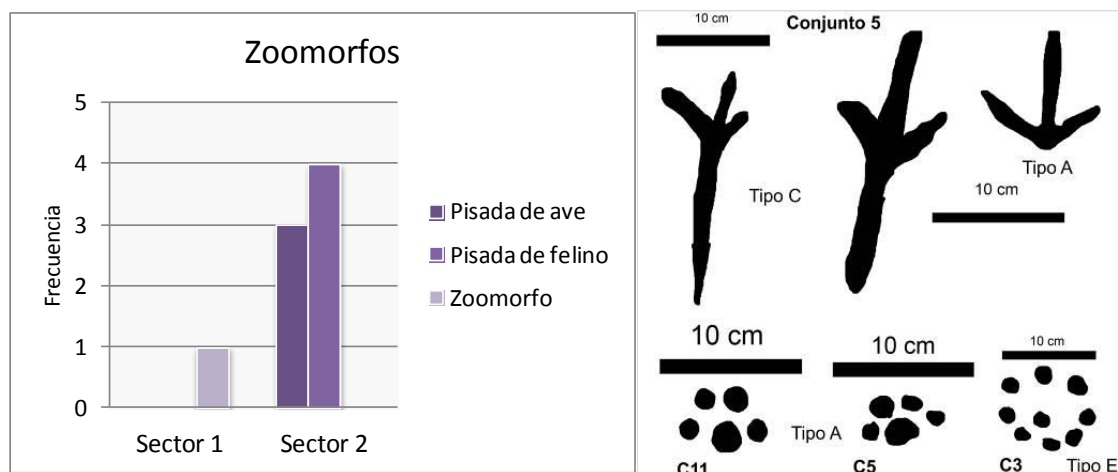 Zoomorfos
5
4
3
2
1
0
Frecuencia
Sector 1
Sector 2
Pisada de ave
Pisada de felino
Zoomorfo
10 cm
Conjunto 5
Tipo C
Tipo A
10 cm
10 cm
10 cm
10 cm
Tipo A
C11
C5
C3
Tipo E